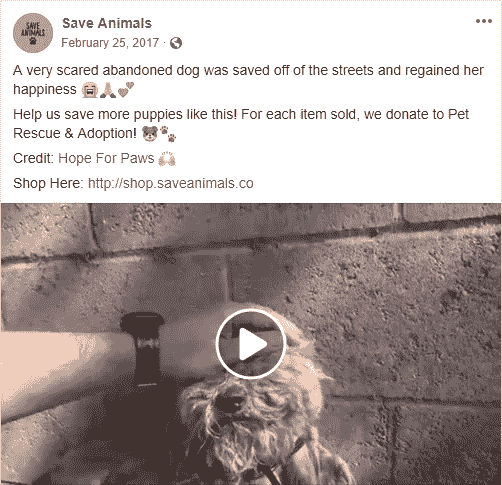 SAVE
ANIMALS
Save Animals
February 25, 2017 ·
A very scared abandoned dog was saved off of the streets and regained her
happiness 😭🙏💕
Help us save more puppies like this! For each item sold, we donate to Pet
Rescue & Adoption! 🐶🐾
Credit: Hope For Paws 🙌
Shop Here: http://shop.saveanimals.co